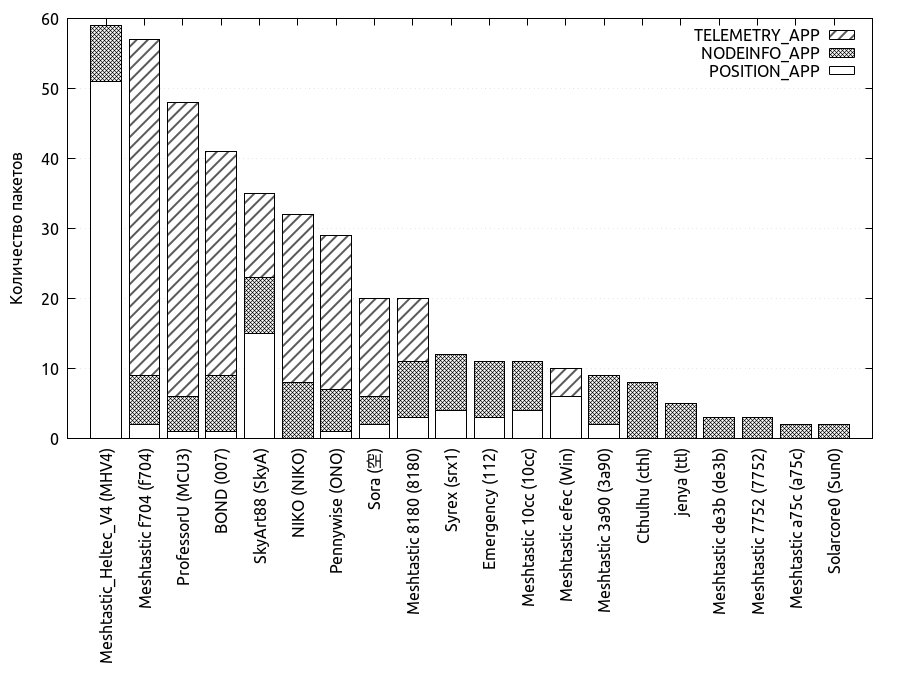 60
50
40
30
20
10
0
Количество пакетов
TELEMETRY_APP
NODEINFO_APP
POSITION_APP
Meshtastic_Heltec_V4 (MHV4)
Meshtastic f704 (f704)
ProfessorU (MCU3)
BOND (007)
SkyArt88 (SkyA)
NIKO (NIKO)
Pennywise (ONO)
Sora (空)
Meshtastic 8180 (8180)
Syrex (srx1)
Emergency (112)
Meshtastic 10cc (10cc)
Meshtastic efec (Win)
Meshtastic 3a90 (3a90)
Cthulhu (cthl)
jenya (ttl)
Meshtastic de3b (de3b)
Meshtastic 7752 (7752)
Meshtastic a75c (a75c)
Solarcore0 (Sun0)